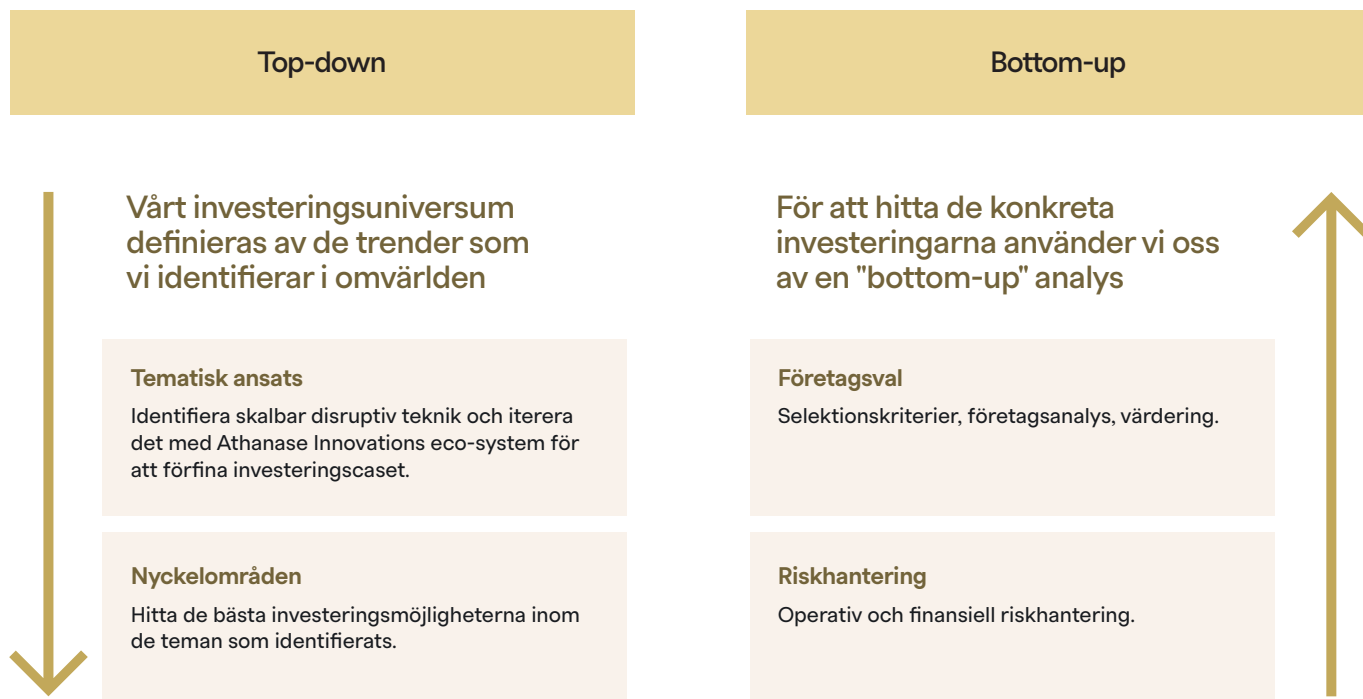 Top-down
Vårt investeringsuniversum
definieras av de trender som
vi identifierar i omvärlden
Tematisk ansats
Identifiera skalbar disruptiv teknik och iterera
det med Athanase Innovations eco-system för
att förfina investeringscaset.
Nyckelområden
Hitta de bästa investeringsmöjligheterna inom
de teman som identifierats.
Bottom-up
För att hitta de konkreta
investeringarna använder vi oss
av en "bottom-up" analys
Företagsval
Selektionskriterier, företagsanalys, värdering.
Riskhantering
Operativ och finansiell riskhantering.